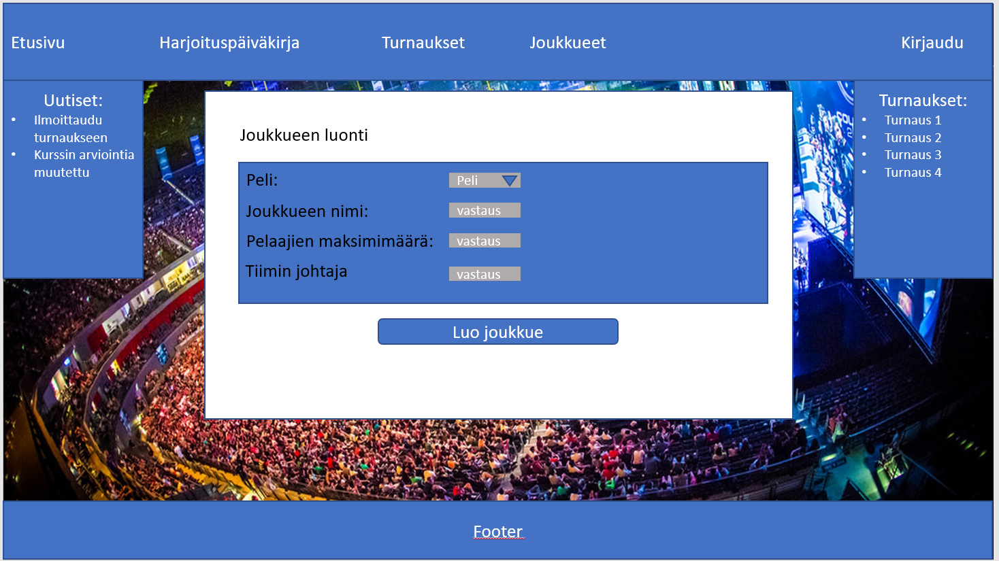 Etusivu Harjoituspäiväkirja Turnaukset Joukkueet Kirjaudu
Uutiset:
• Ilmoittaudu
turnaukseen
• Kurssin arviointia
muutettu
Joukkueen luonti
Peli: Peli
Joukkueen nimi: vastaus
Pelaajien maksimimäärä: vastaus
Tiimin johtaja vastaus
Luo joukkue
Turnaukset:
• Turnaus 1
• Turnaus 2
• Turnaus 3
• Turnaus 4
Footer